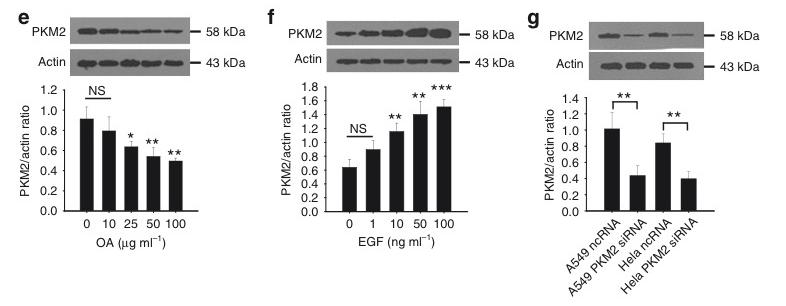 e
PKM2 58 kDa
Actin 43 kDa
PKM2/actin ratio
1.2
1.0
0.8
0.6
0.4
0.2
0.0
NS
* ** **
0 10 25 50 100
OA (μg ml⁻¹)
f
PKM2 58 kDa
Actin 43 kDa
PKM2/actin ratio
1.8
1.6
1.4
1.2
1.0
0.8
0.6
0.4
0.2
0.0
NS
** ** ***
0 1 10 50 100
EGF (ng ml⁻¹)
g
PKM2 58 kDa
Actin 43 kDa
PKM2/actin ratio
1.4
1.2
1.0
0.8
0.6
0.4
0.2
0.0
** **
A549 ncRNA
A549 PKM2 siRNA
Hela ncRNA
Hela PKM2 siRNA